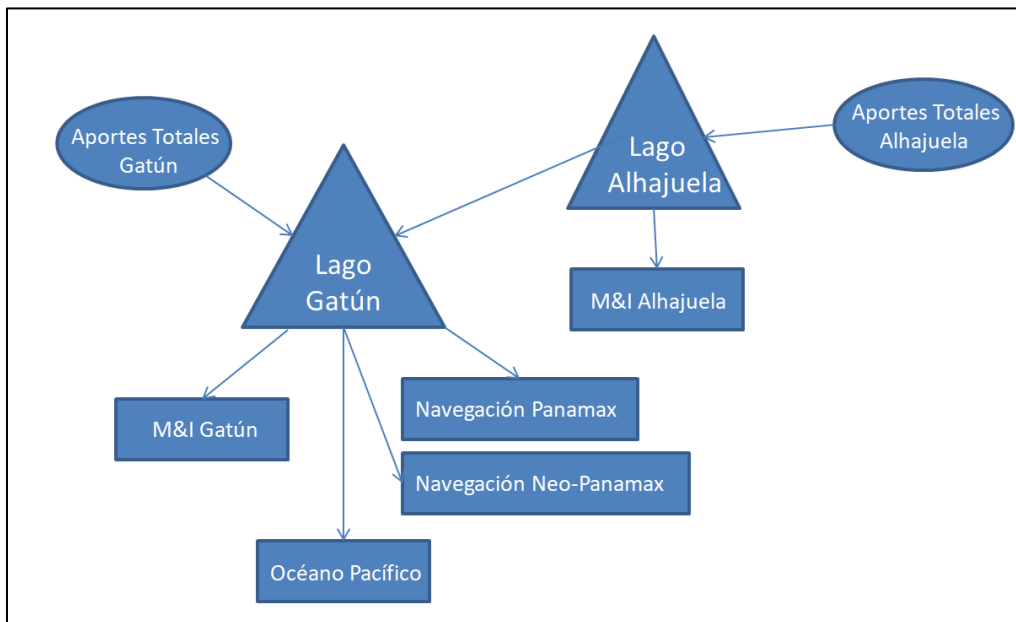 Aportes Totales
Gatún
Lago
Alhajuela
Aportes Totales
Alhajuela
Lago
Gatún
M&I Alhajuela
M&I Gatún
Navegación Panamax
Navegación Neo-Panamax
Océano Pacífico